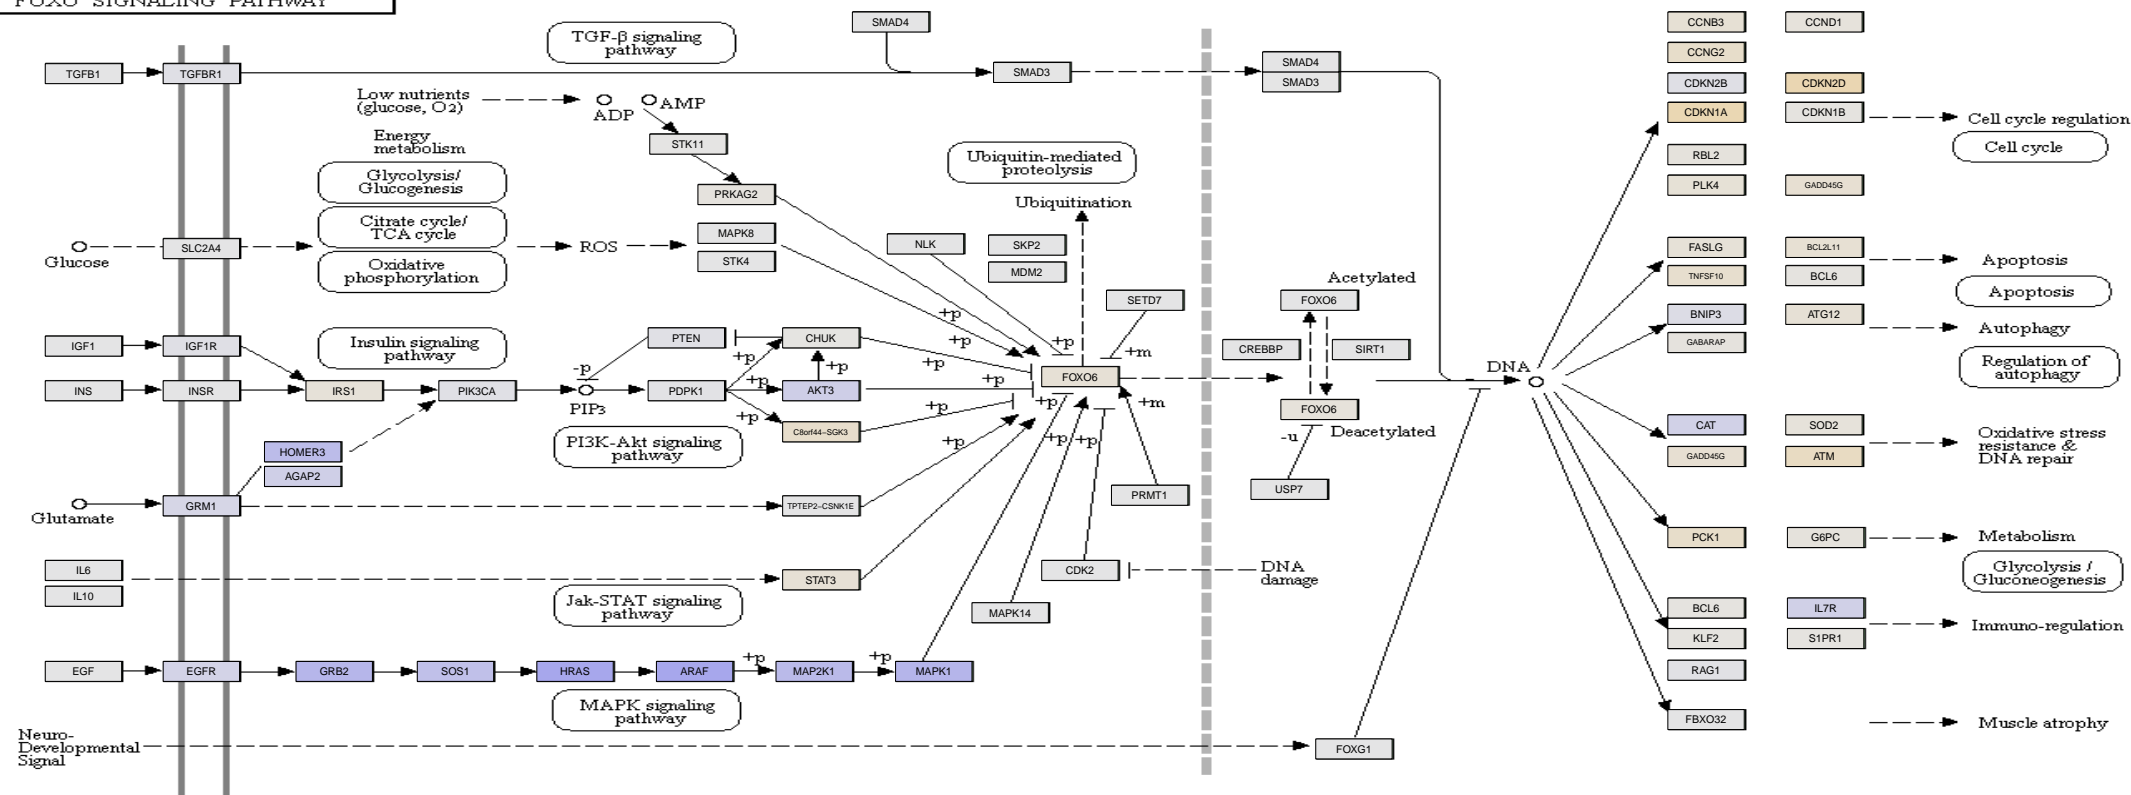 FOXO SIGNALING PATHWAY
SMAD4
TGF-β signaling
pathway
TGFB1
TGFBR1
SMAD3
SMAD4
SMAD3
Low nutrients
(glucose, O2)
ADP
AMP
Energy
metabolism
STK11
Glycolysis/
Glucogenesis
PRKAG2
Ubiquitin-mediated
proteolysis
Ubiquitination
Citrate cycle/
TCA cycle
Glucose
SLC2A4
ROS
MAPK8
STK4
NLK
SKP2
MDM2
Oxidative
phosphorylation
SETD7
Acetylated
FOXO6
+p
+p
+p
+m
IGF1
IGF1R
Insulin signaling
pathway
PTEN
CHUK
CREBBP
SIRT1
+p
+p
+p
-p
INS
INSR
IRS1
PIK3CA
PIP3
PDPK1
+p
AKT3
+p
FOXO6
+p
+p
+p
+m
FOXO6
Deacetylated
-u
C8orf44-SGK3
PI3K-Akt signaling
pathway
+p
+p
+p
HOMER3
AGAP2
USP7
PRMT1
Glutamate
GRM1
TPTEP2-CSNK1E
IL6
IL10
STAT3
CDK2
DNA
damage
Jak-STAT signaling
pathway
MAPK14
EGF
EGFR
GRB2
SOS1
HRAS
ARAF
+p
MAP2K1
+p
MAPK1
MAPK signaling
pathway
Neuro-
Developmental
Signal
FOXG1
DNA
CCNB3
CCND1
CCNG2
CDKN2B
CDKN2D
CDKN1A
CDKN1B
Cell cycle regulation
Cell cycle
RBL2
PLK4
GADD45G
FASLG
BCL2L11
Apoptosis
TNFSF10
BCL6
Apoptosis
BNIP3
ATG12
Autophagy
GABARAP
Regulation of
autophagy
CAT
SOD2
Oxidative stress
resistance &
DNA repair
GADD45G
ATM
PCK1
G6PC
Metabolism
Glycolysis /
Gluconeogenesis
BCL6
IL7R
Immuno-regulation
KLF2
S1PR1
RAG1
FBXO32
Muscle atrophy